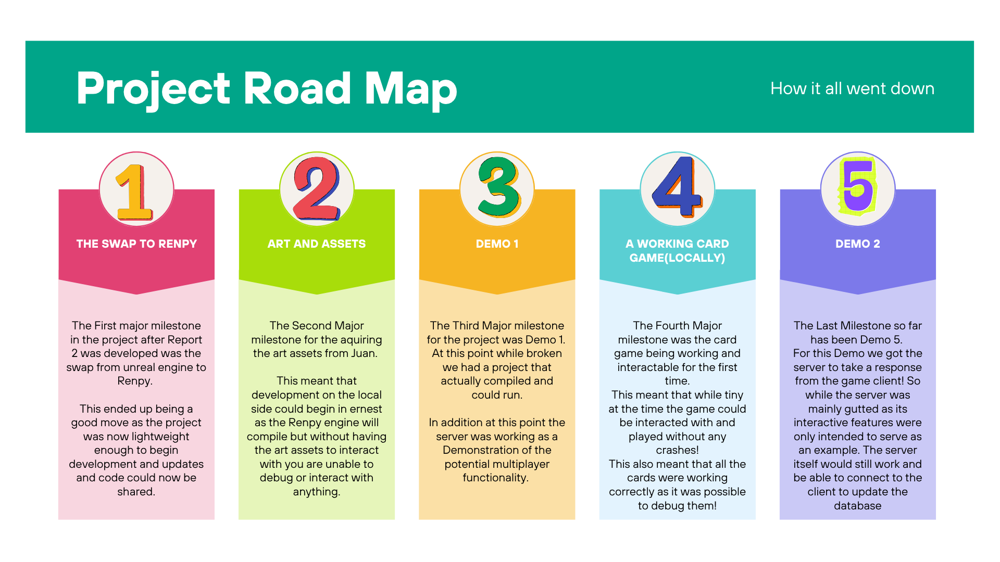 Project Road Map
How it all went down
1
THE SWAP TO RENPY
The First major milestone
in the project after Report
2 was developed was the
swap from unreal engine to
Renpy.
This ended up being a
good move as the project
was now lightweight
enough to begin
development and updates
and code could now be
shared.
2
ART AND ASSETS
The Second Major
milestone for the aquiring
the art assets from Juan.
This meant that
development on the local
side could begin in ernest
as the Renpy engine will
compile but without having
the art assets to interact
with you are unable to
debug or interact with
anything.
3
DEMO 1
The Third Major milestone
for the project was Demo 1.
At this point while broken
we had a project that
actually compiled and
could run.
In addition at this point the
server was working as a
Demonstration of the
potential multiplayer
functionality.
4
A WORKING CARD
GAME(LOCALLY)
The Fourth Major
milestone was the card
game being working and
interactable for the first
time.
This meant that while tiny
at the time the game could
be interacted with and
played without any
crashes!
This also meant that all the
cards were working
correctly as it was possible
to debug them!
5
DEMO 2
The Last Milestone so far
has been Demo 5.
For this Demo we got the
server to take a response
from the game client! So
while the server was
mainly gutted as its
interactive features were
only intended to serve as
an example. The server
itself would still work and
be able to connect to the
client to update the
database